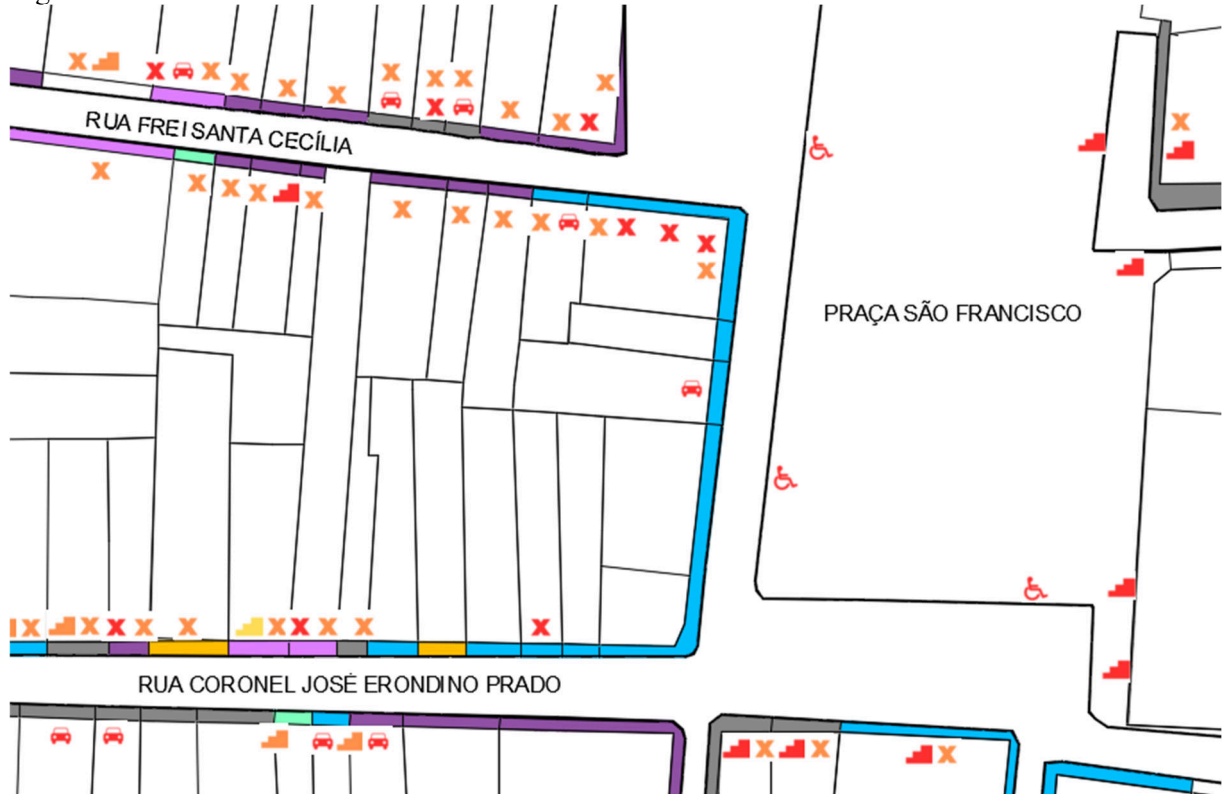 RUA FREI SANTA CECÍLIA
PRAÇA SÃO FRANCISCO
RUA CORONEL JOSÉ ERONDINO PRADO